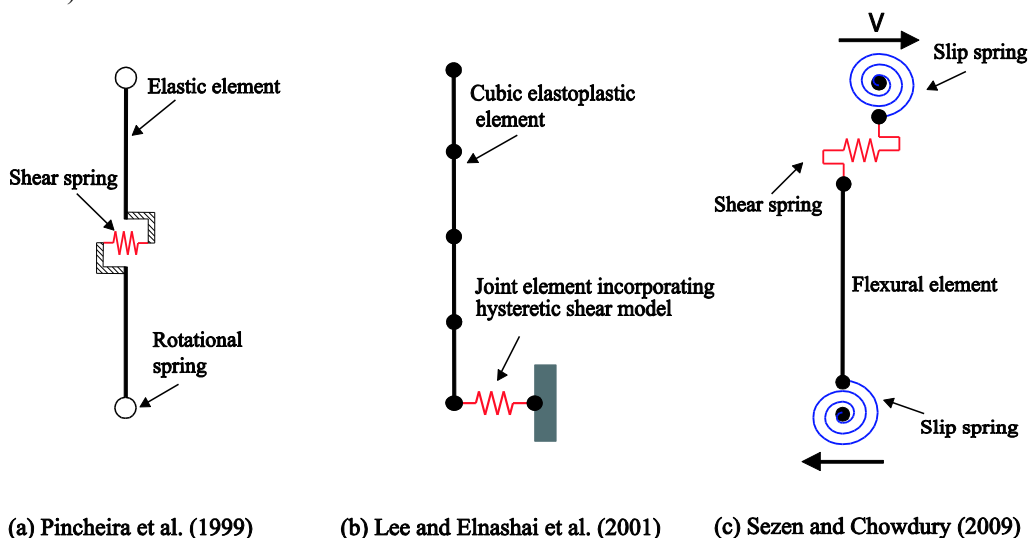 )
Elastic element
Shear spring
Rotational
spring
(a) Pincheira et al. (1999)
Cubic elastoplastic
element
Joint element incorporating
hysteretic shear model
(b) Lee and Elnashai et al. (2001)
V
Slip spring
Shear spring
Flexural element
Slip spring
(c) Sezen and Chowdury (2009)